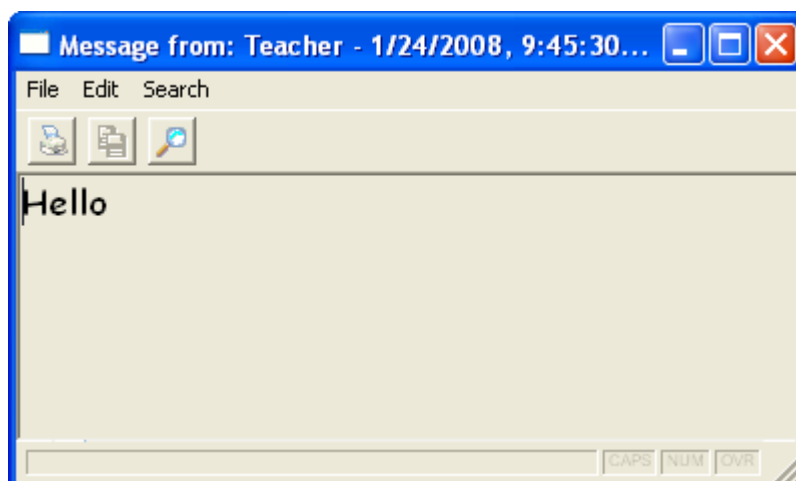 Message from: Teacher - 1/24/2008, 9:45:30...
File Edit Search
Hello
CAPS NUM OVR